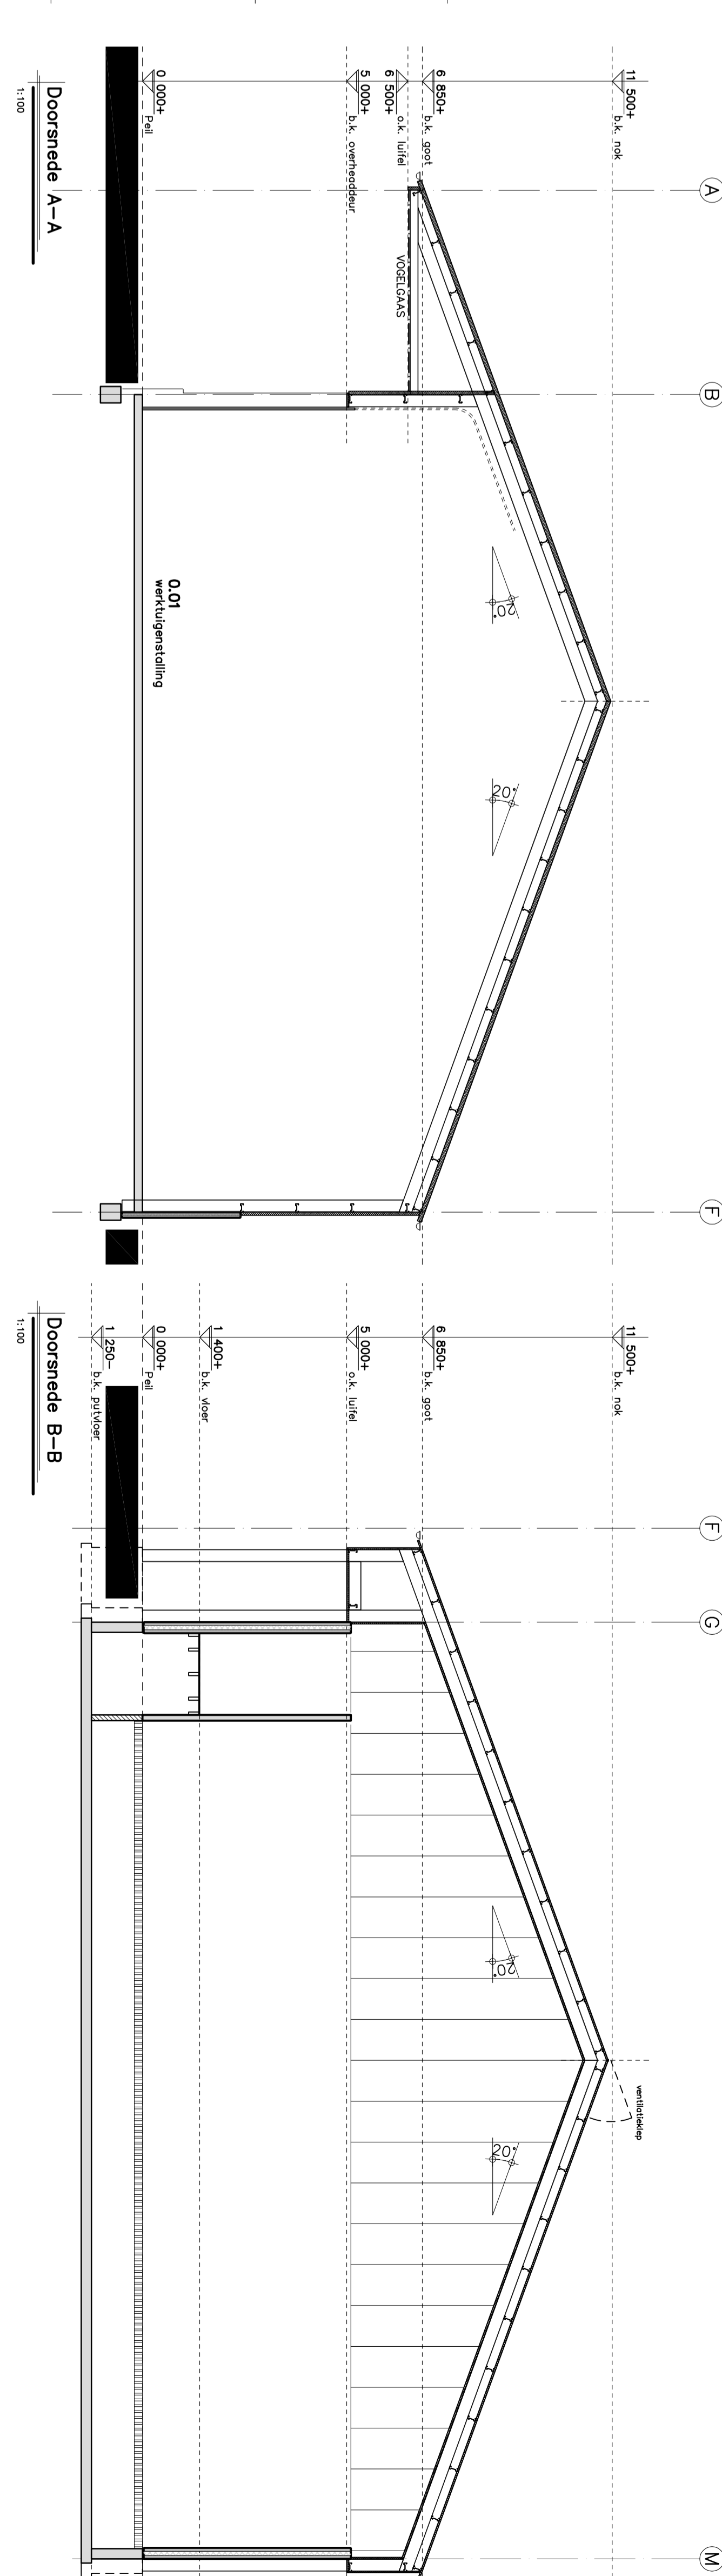 A
B
F
11 500+
b.k. nok
6 850+
b.k. goot
6 500+
o.k. luifel
5 000+
b.k. overheaddeur
0 000+
Peil
VOGELGAAS
20°
20°
0.01
werktuigenstalling
Doorsnede A-A
1:100
F
G
M
11 500+
b.k. nok
6 850+
b.k. goot
5 000+
o.k. luifel
1 400+
b.k. vloer
0 000+
Peil
1 250-
b.k. putvloer
ventilatieklep
20°
20°
Doorsnede B-B
1:100